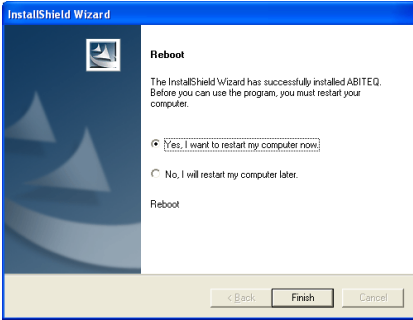 InstallShield Wizard
Reboot
The InstallShield Wizard has successfully installed ABITEQ.
Before you can use the program, you must restart your
computer.
Yes, I want to restart my computer now.
No, I will restart my computer later.
Reboot
< Back Finish Cancel